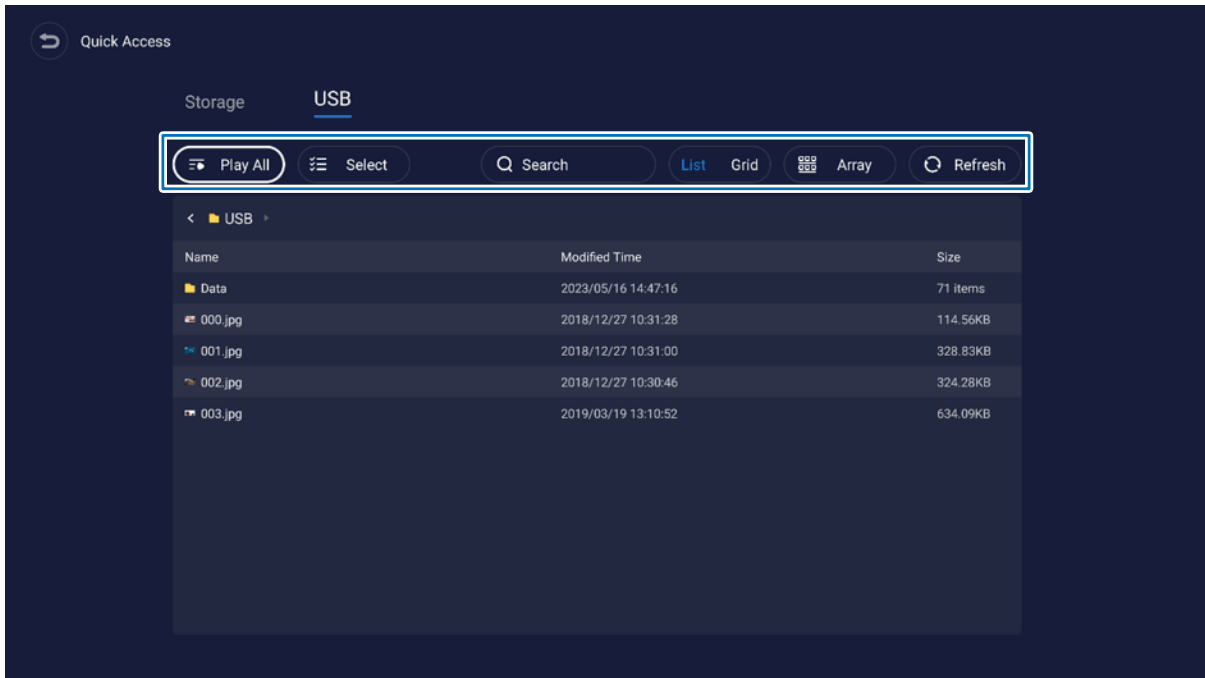 Quick Access
Storage USB
Play All Select Search List Grid Array Refresh
USB
Name Modified Time Size
Data 2023/05/16 14:47:16 71 items
000.jpg 2018/12/27 10:31:28 114.56KB
001.jpg 2018/12/27 10:31:00 328.83KB
002.jpg 2018/12/27 10:30:46 324.28KB
003.jpg 2019/03/19 13:10:52 634.09KB